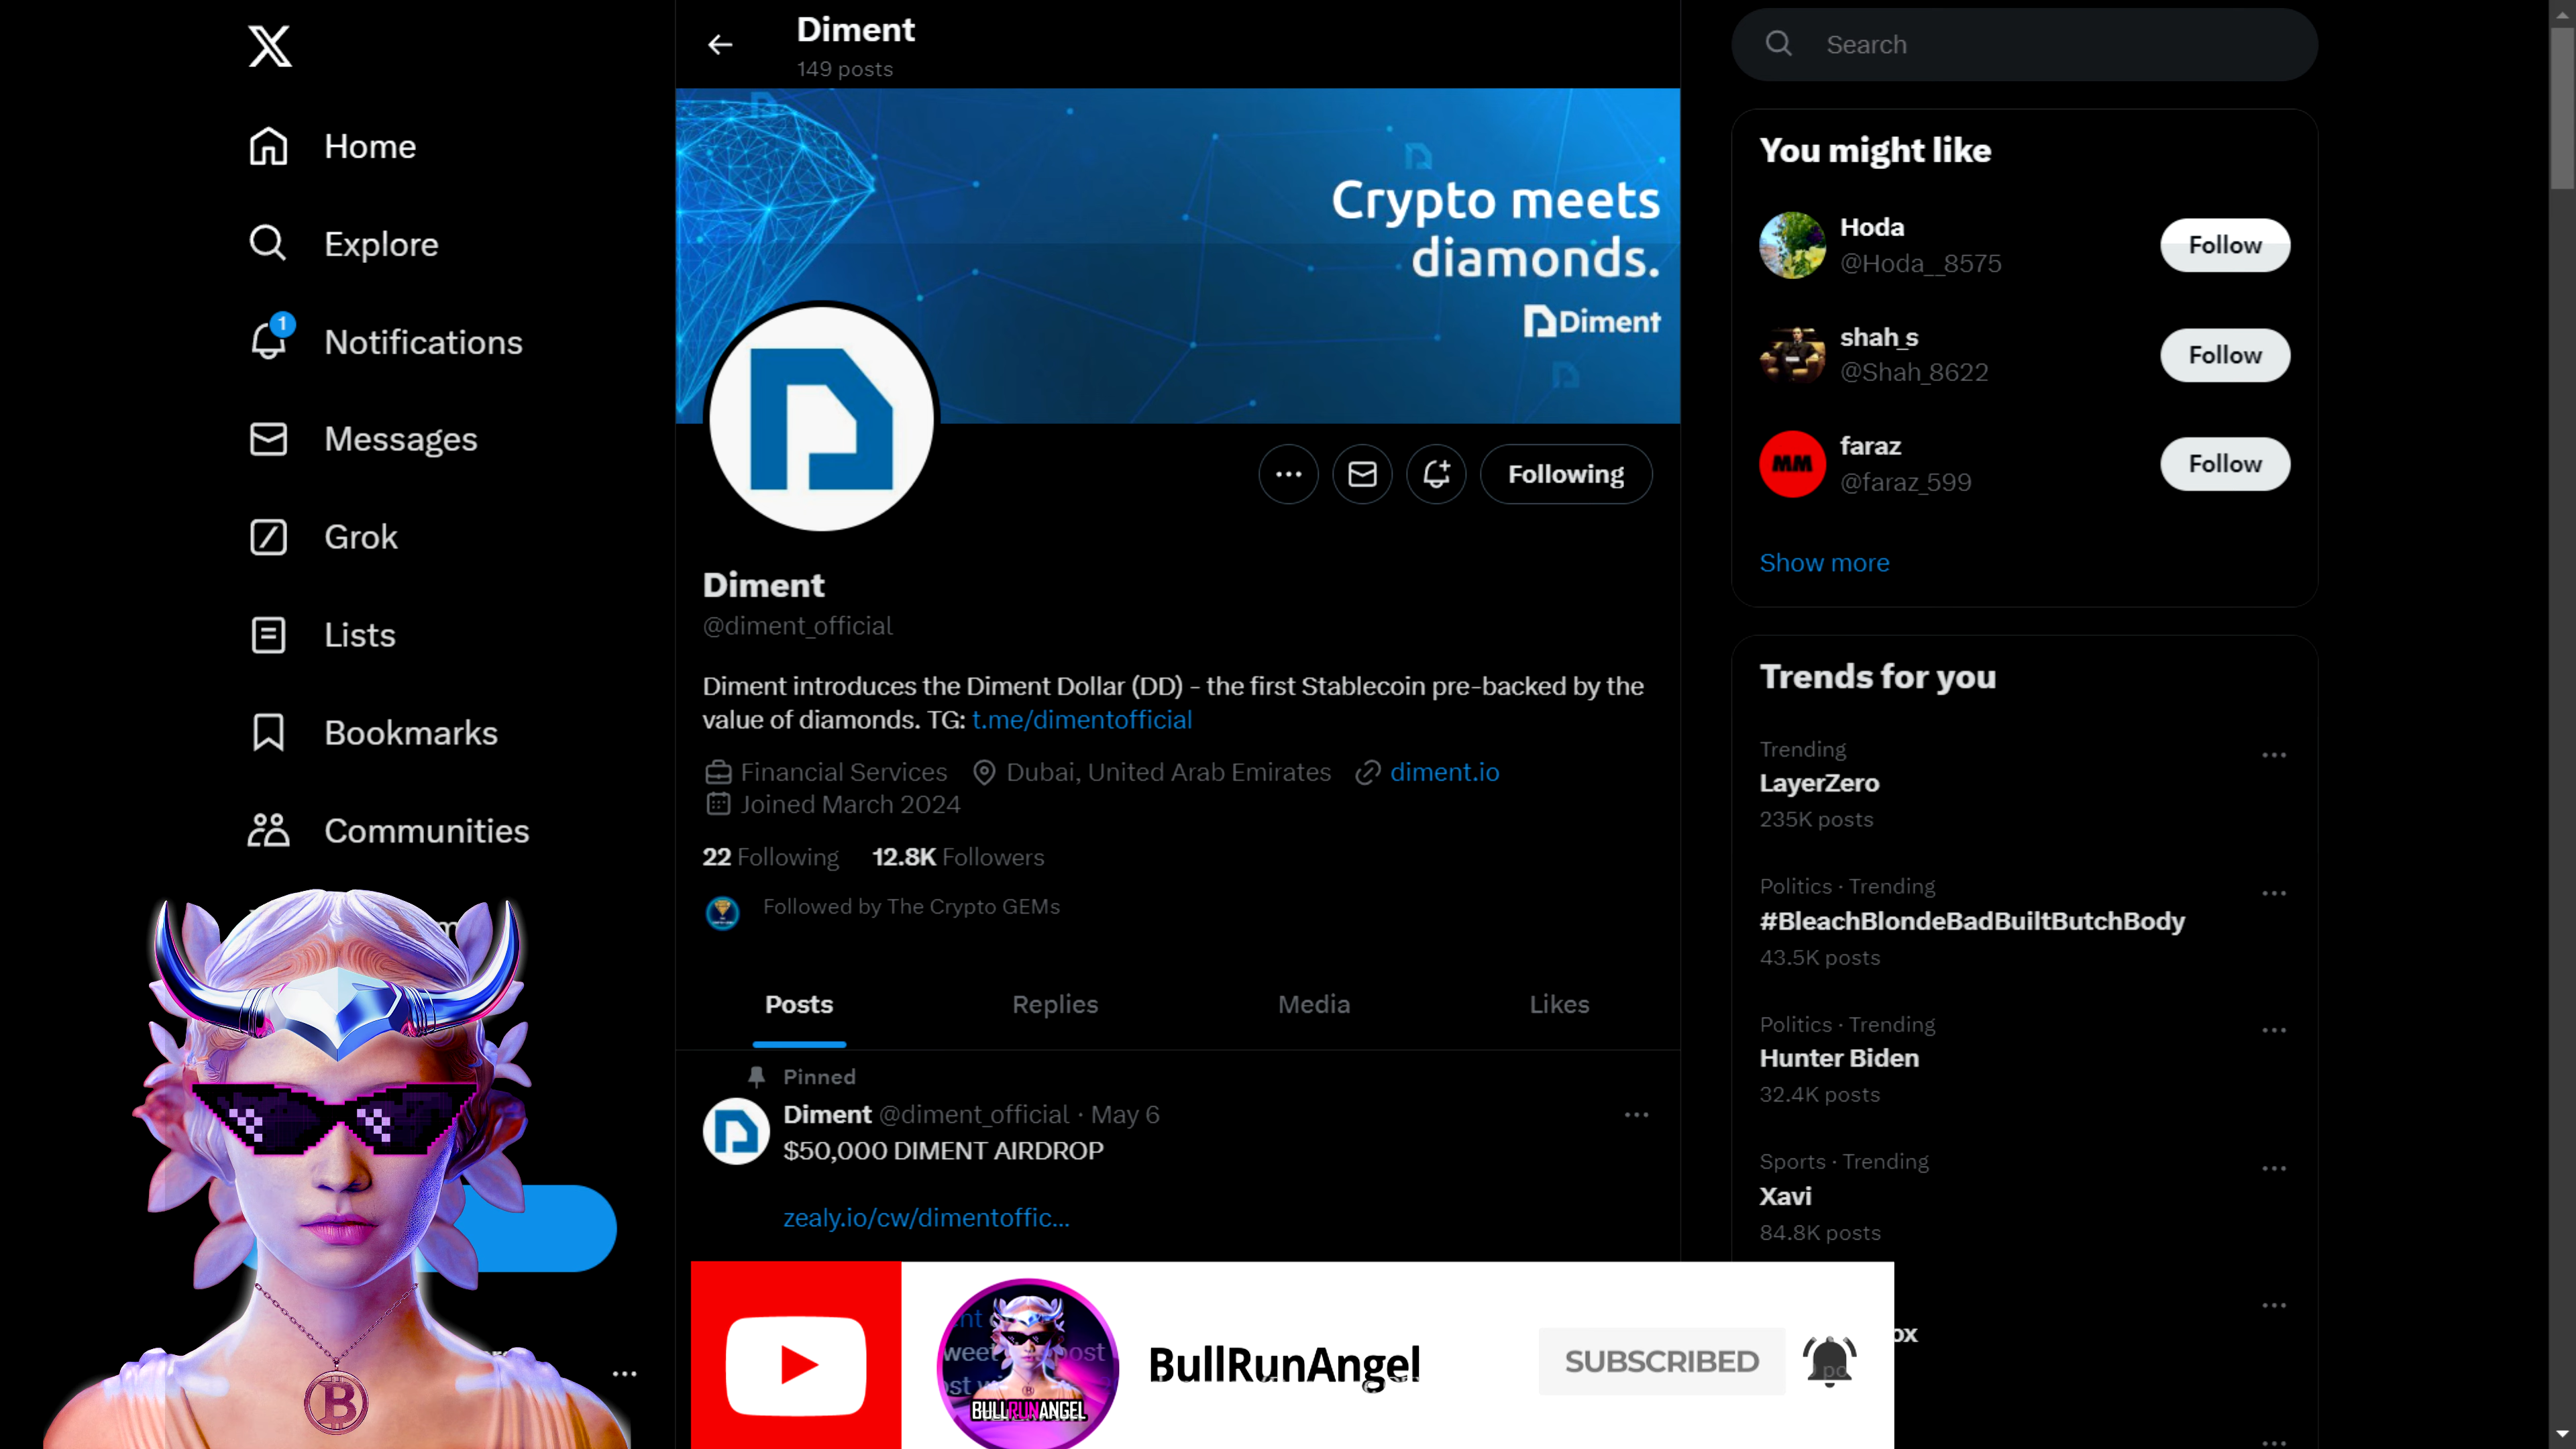 Home
Explore
1
Notifications
Messages
Grok
Lists
Bookmarks
Communities
Diment
149 posts
Crypto meets
diamonds.
Diment
Following
Diment
@diment_official
Diment introduces the Diment Dollar (DD) - the first Stablecoin pre-backed by the
value of diamonds. TG: t.me/dimentofficial
Financial Services Dubai, United Arab Emirates diment.io
Joined March 2024
22 Following 12.8K Followers
Followed by The Crypto GEMs
Posts Replies Media Likes
Pinned
Diment @diment_official · May 6
$50,000 DIMENT AIRDROP
zealy.io/cw/dimentoffic...
BullRunAngel
SUBSCRIBED
BULLRUNANGEL
Search
You might like
Hoda
@Hoda__8575
Follow
shah_s
@Shah_8622
Follow
MM
faraz
@faraz_599
Follow
Show more
Trends for you
Trending
LayerZero
235K posts
Politics · Trending
#BleachBlondeBadBuiltButchBody
43.5K posts
Politics · Trending
Hunter Biden
32.4K posts
Sports · Trending
Xavi
84.8K posts